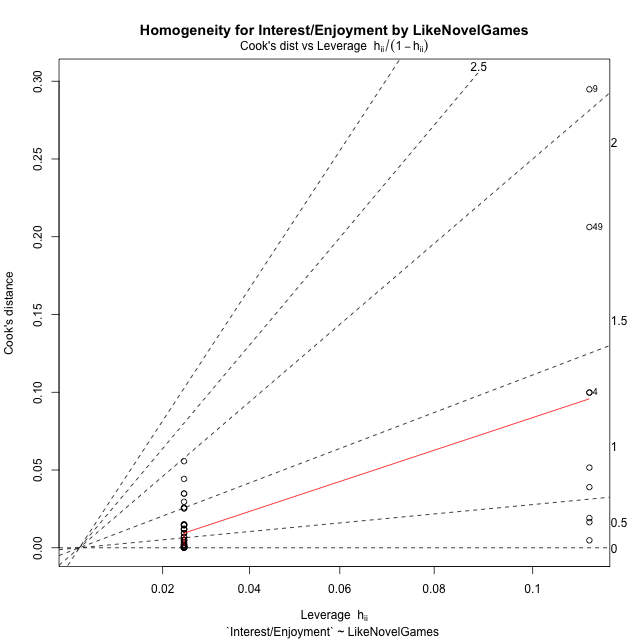 Homogeneity for Interest/Enjoyment by LikeNovelGames
Cook's dist vs Leverage hᵢᵢ/(1 − hᵢᵢ)
2.5
0.30
9
2
0.25
49
0.20
Cook's distance
0.15
1.5
0.10
4
1
0.05
0.5
0.00
0
0.02 0.04 0.06 0.08 0.1
Leverage hᵢᵢ
`Interest/Enjoyment` ~ LikeNovelGames